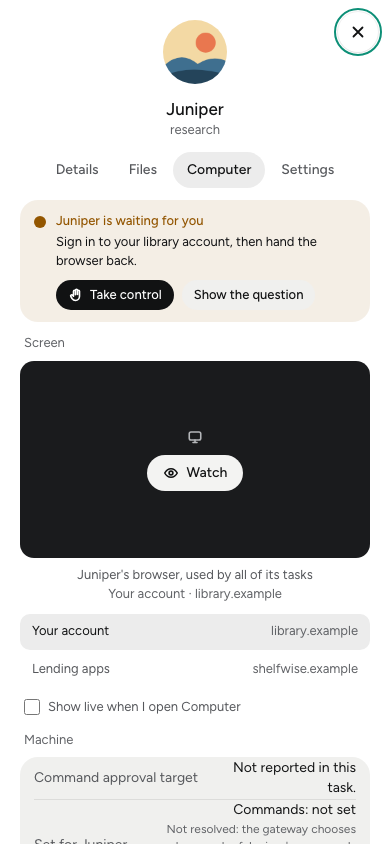 Juniper
research
Details Files Computer Settings
Juniper is waiting for you
Sign in to your library account, then hand the
browser back.
Take control Show the question
Screen
Watch
Juniper's browser, used by all of its tasks
Your account · library.example
Your account library.example
Lending apps shelfwise.example
Show live when I open Computer
Machine
Command approval target Not reported in this
task.
Commands: not set
Not resolved: the gateway chooses
Set for Juniper